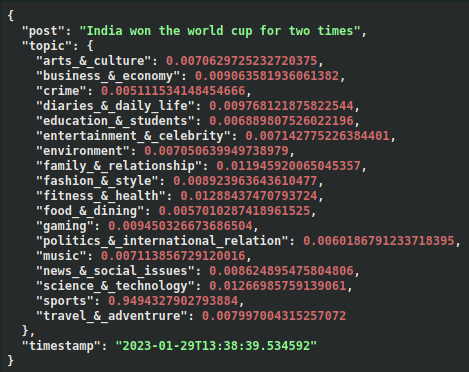 {
"post": "India won the world cup for two times",
"topic": {
"arts_&_culture": 0.0070629725232720375,
"business_&_economy": 0.009063581936061382,
"crime": 0.005111534148454666,
"diaries_&_daily_life": 0.009768121875822544,
"education_&_students": 0.006889807526022196,
"entertainment_&_celebrity": 0.007142775226384401,
"environment": 0.007050639949738979,
"family_&_relationship": 0.011945920065045357,
"fashion_&_style": 0.008923963643610477,
"fitness_&_health": 0.01288437470793724,
"food_&_dining": 0.0057010287418961525,
"gaming": 0.009450326673686504,
"politics_&_international_relation": 0.0060186791233718395,
"music": 0.007113856729120016,
"news_&_social_issues": 0.008624895475804806,
"science_&_technology": 0.01266985759139061,
"sports": 0.9494327902793884,
"travel_&_adventrure": 0.007997004315257072
},
"timestamp": "2023-01-29T13:38:39.534592"
}